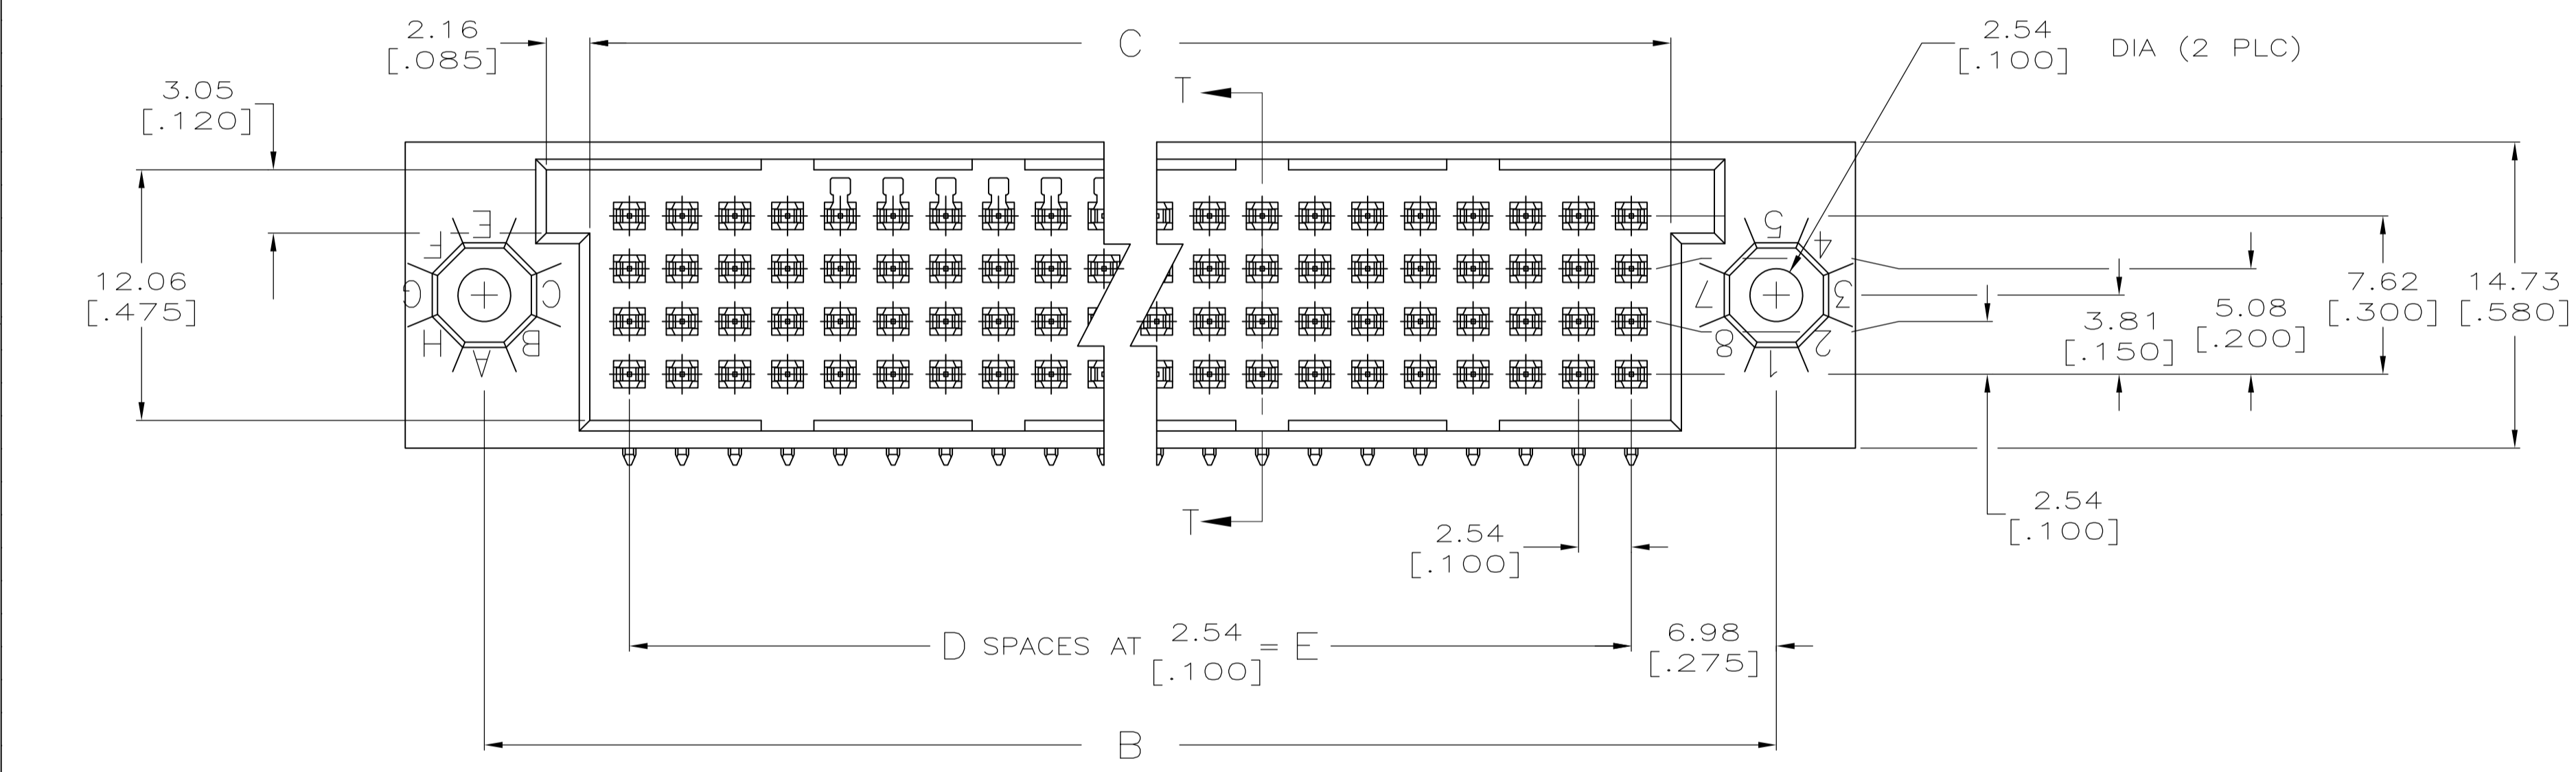 2.16
[.085]
C
2.54
[.100]
DIA (2 PLC)
3.05
[.120]
T
E
F
G
C
H
B
A
5
4
7
3
8
2
1
12.06
[.475]
7.62
[.300]
14.73
[.580]
5.08
[.200]
3.81
[.150]
2.54
[.100]
T
2.54
[.100]
D SPACES AT 2.54 = E
[.100]
6.98
[.275]
B